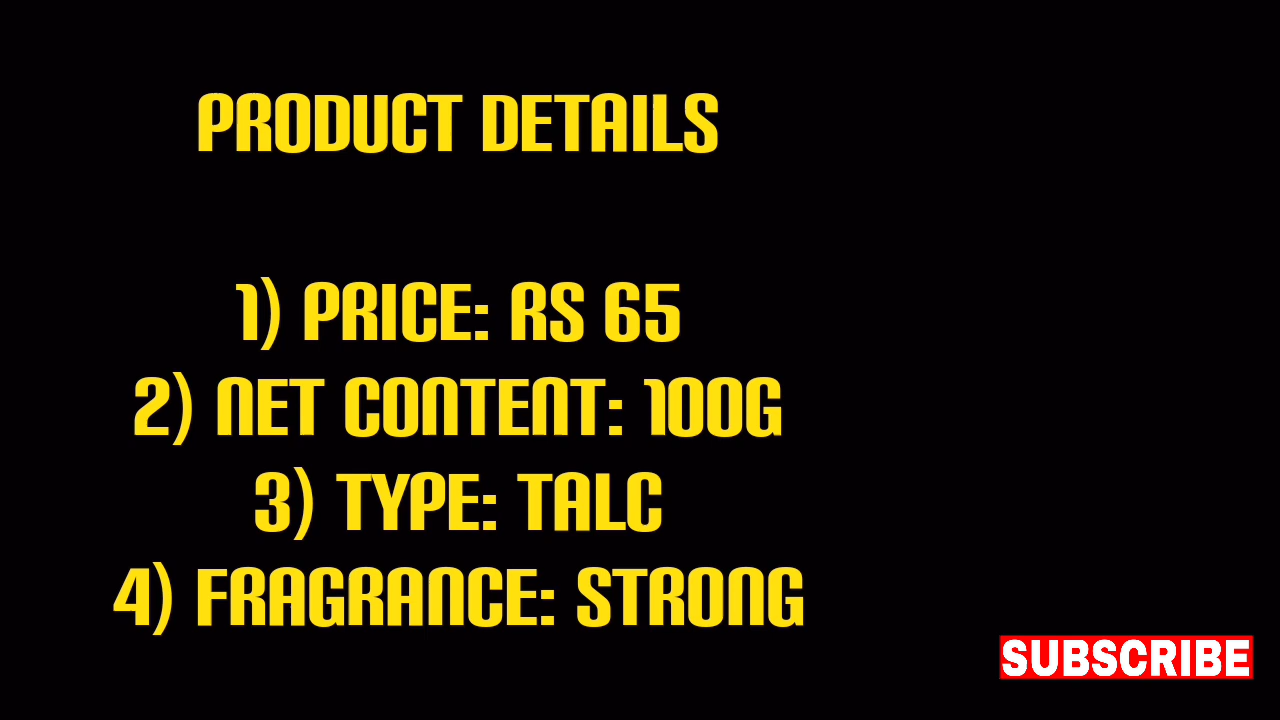 PRODUCT DETAILS
1) PRICE: RS 65
2) NET CONTENT: 100G
3) TYPE: TALC
4) FRAGRANCE: STRONG
SUBSCRIBE